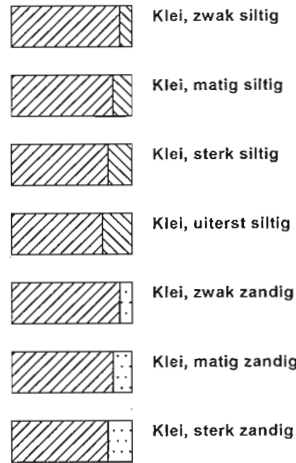 Klei, zwak siltig
Klei, matig siltig
Klei, sterk siltig
Klei, uiterst siltig
Klei, zwak zandig
Klei, matig zandig
Klei, sterk zandig